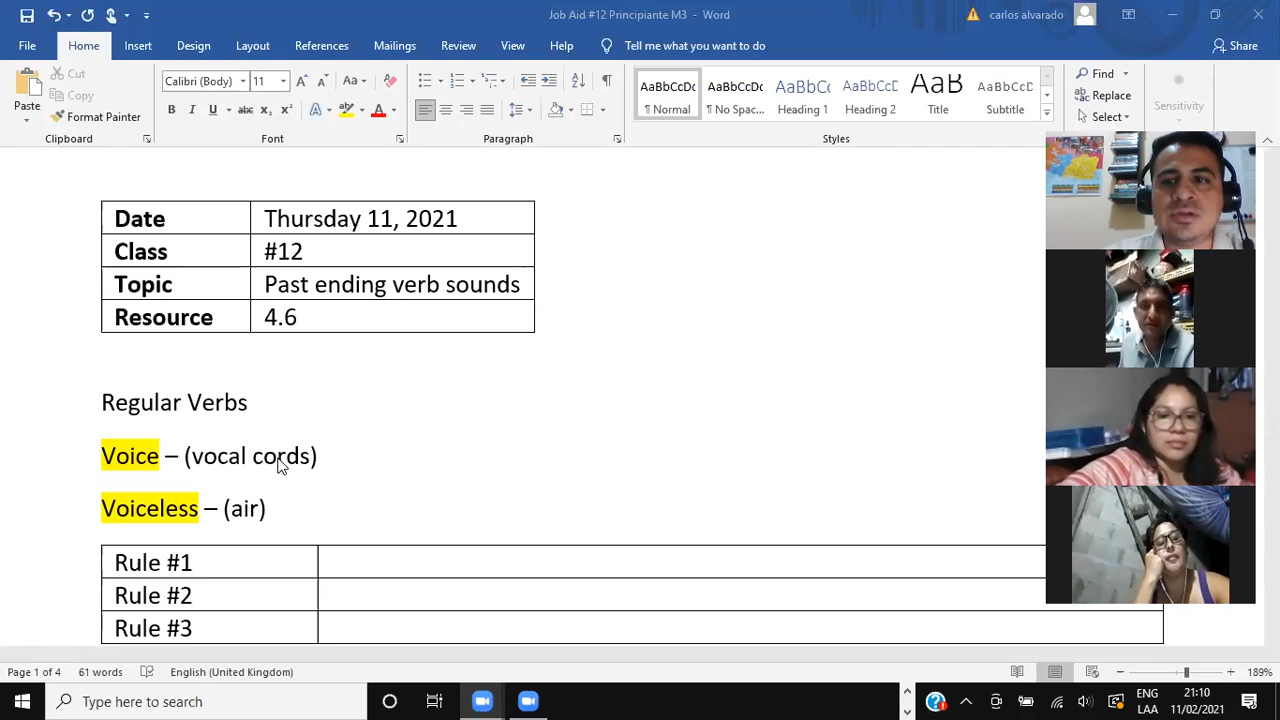 Job Aid #12 Principiante M3 - Word
carlos alvarado
File Home Insert Design Layout References Mailings Review View Help Tell me what you want to do Share
Paste Cut Copy Format Painter
Clipboard
Calibri (Body) 11
Font
Paragraph
AaBbCcDc ¶ Normal
AaBbCcDc ¶ No Spac...
AaBbCc Heading 1
AaBbCcC Heading 2
AaB Title
AaBbCcC Subtitle
Styles
Find
Replace
Select
Sensitivity
Date Thursday 11, 2021
Class #12
Topic Past ending verb sounds
Resource 4.6
Regular Verbs
Voice – (vocal cords)
Voiceless – (air)
Rule #1
Rule #2
Rule #3
Page 1 of 4 61 words English (United Kingdom) 189%
Type here to search
ENG 21:10
LAA 11/02/2021